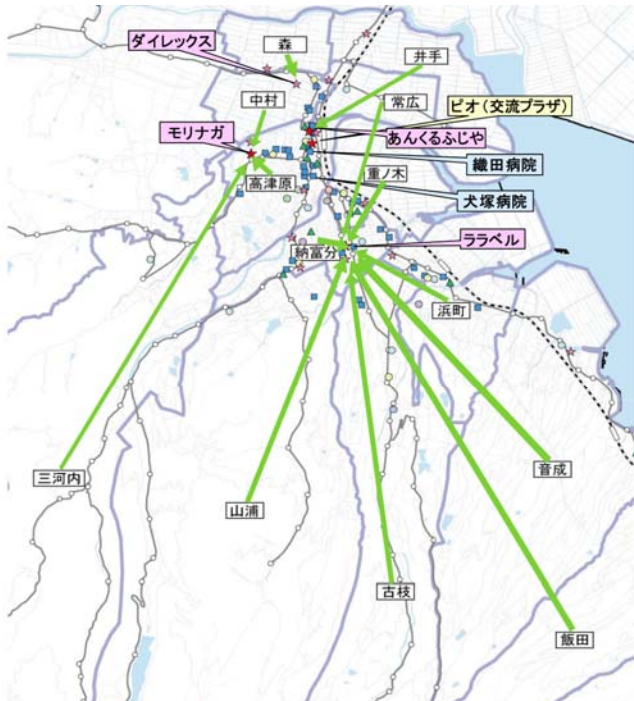 ダイレックス
森
井手
中村
常広
ピオ（交流プラザ）
モリナガ
あんくるふじや
織田病院
高津原
重ノ木
犬塚病院
ララベル
納富分
浜町
三河内
音成
山浦
古枝
飯田